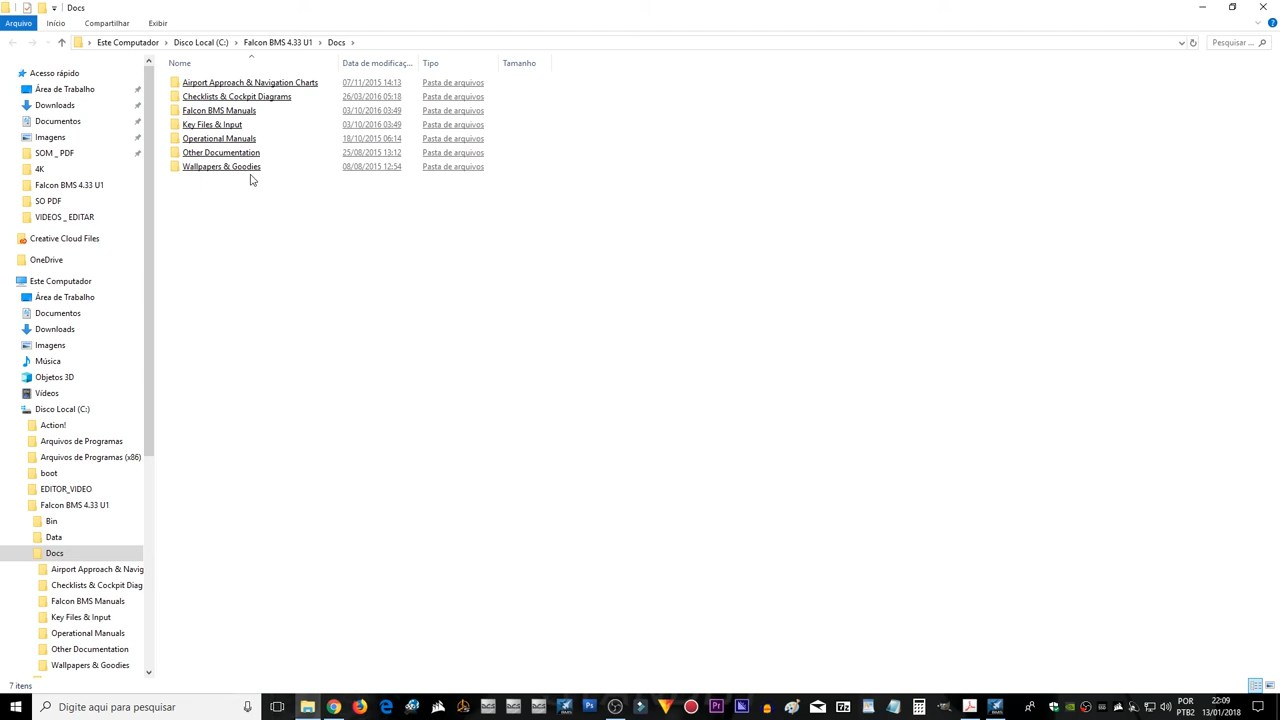 Docs
Arquivo Início Compartilhar Exibir
Este Computador > Disco Local (C:) > Falcon BMS 4.33 U1 > Docs >
Pesquisar ...
Nome Data de modificaç... Tipo Tamanho
Airport Approach & Navigation Charts 07/11/2015 14:13 Pasta de arquivos
Checklists & Cockpit Diagrams 26/03/2016 05:18 Pasta de arquivos
Falcon BMS Manuals 03/10/2016 03:49 Pasta de arquivos
Key Files & Input 03/10/2016 03:49 Pasta de arquivos
Operational Manuals 18/10/2015 06:14 Pasta de arquivos
Other Documentation 25/08/2015 13:12 Pasta de arquivos
Wallpapers & Goodies 08/08/2015 12:54 Pasta de arquivos
Acesso rápido
Área de Trabalho
Downloads
Documentos
Imagens
SOM _ PDF
4K
Falcon BMS 4.33 U1
SO PDF
VIDEOS _ EDITAR
Creative Cloud Files
OneDrive
Este Computador
Área de Trabalho
Documentos
Downloads
Imagens
Música
Objetos 3D
Vídeos
Disco Local (C:)
Action!
Arquivos de Programas
Arquivos de Programas (x86)
boot
EDITOR_VIDEO
Falcon BMS 4.33 U1
Bin
Data
Docs
Airport Approach & Navig
Checklists & Cockpit Diag
Falcon BMS Manuals
Key Files & Input
Operational Manuals
Other Documentation
Wallpapers & Goodies
7 itens
Digite aqui para pesquisar
POR
PTB2
22:09
13/01/2018